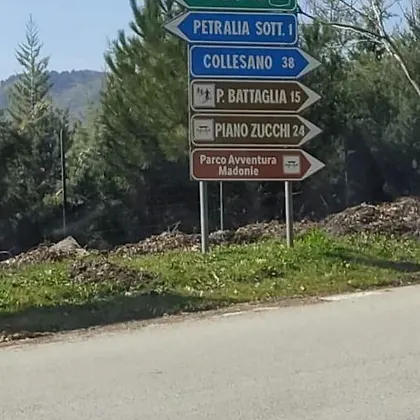 PETRALIA SOTT. 1
COLLESANO 38
P. BATTAGLIA 15
PIANO ZUCCHI 24
Parco Avventura
Madonie